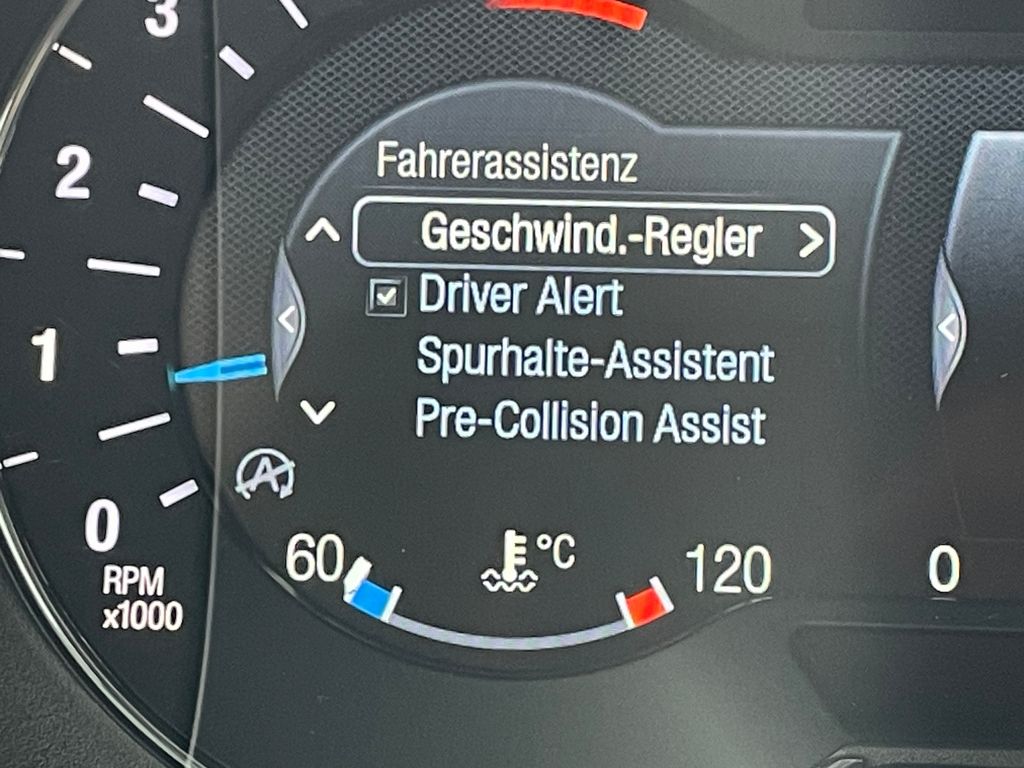 3
2
1
0
RPM
x1000
Fahrerassistenz
Geschwind.-Regler
Driver Alert
Spurhalte-Assistent
Pre-Collision Assist
A
60
°C
120
0